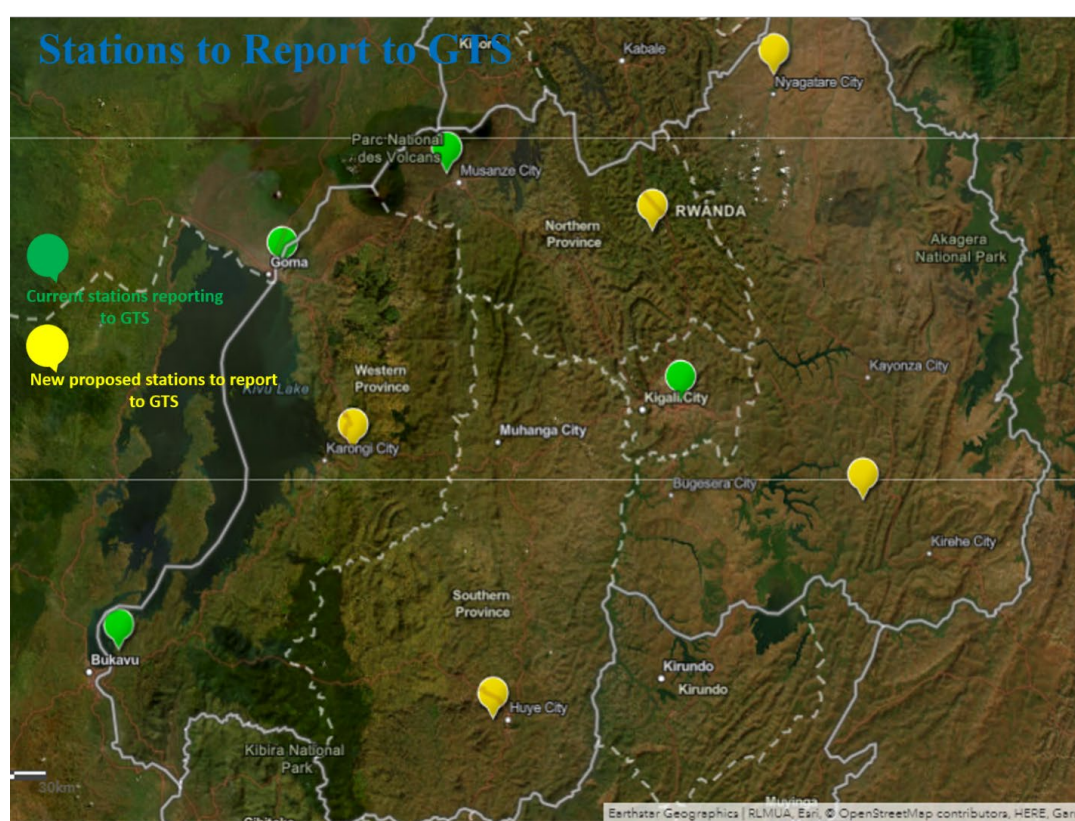 Stations to Report to GTS
Kabale
Nyagatare City
Parc National
des Volcans
Musanze City
RWANDA
Northern
Province
Akagera
National Park
Goma
Current stations reporting
to GTS
New proposed stations to report
to GTS
Kivu Lake
Western
Province
Kayonza City
Kigali City
Karongi City
Muhanga City
Bugesera City
Kirehe City
Southern
Province
Bukavu
Kirundo
Kirundo
Huye City
Kibira National
Park
30km
Muyinga
Earthstar Geographics | RLMUA, Esri, © OpenStreetMap contributors, HERE, Gar